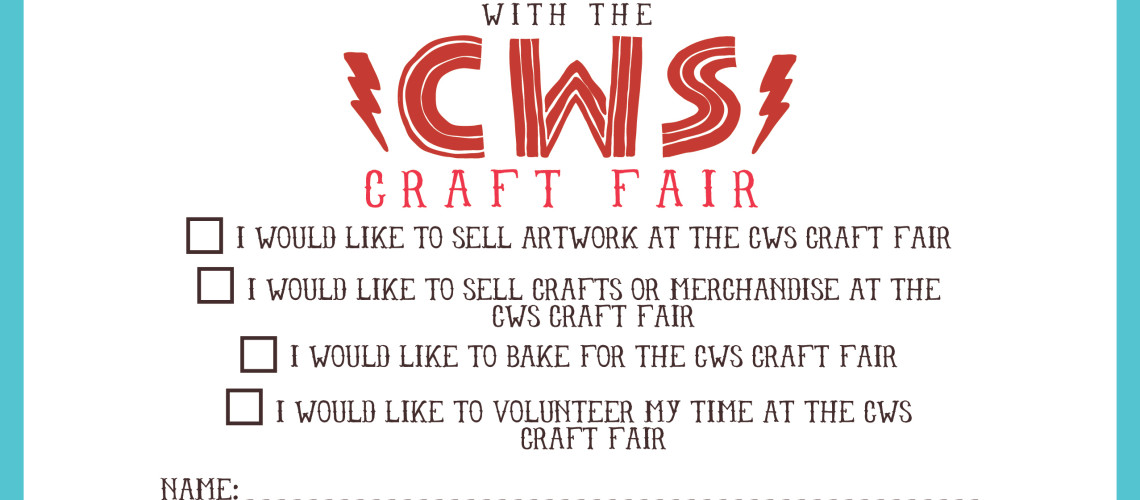 WITH THE
CWS
CRAFT FAIR
I WOULD LIKE TO SELL ARTWORK AT THE CWS CRAFT FAIR
I WOULD LIKE TO SELL CRAFTS OR MERCHANDISE AT THE
CWS CRAFT FAIR
I WOULD LIKE TO BAKE FOR THE CWS CRAFT FAIR
I WOULD LIKE TO VOLUNTEER MY TIME AT THE CWS
CRAFT FAIR
NAME: